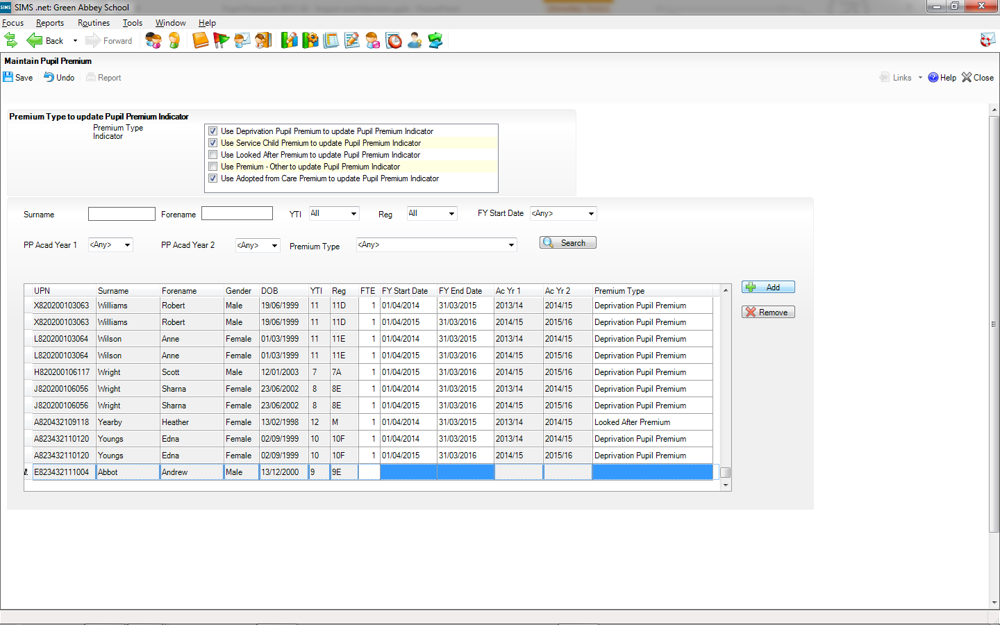 SIMS .net: Green Abbey School
Focus Reports Routines Tools Window Help
Back Forward
Maintain Pupil Premium
Save Undo Report Links Help Close
Premium Type to update Pupil Premium Indicator
Premium Type
Indicator
Use Deprivation Pupil Premium to update Pupil Premium Indicator
Use Service Child Premium to update Pupil Premium Indicator
Use Looked After Premium to update Pupil Premium Indicator
Use Premium - Other to update Pupil Premium Indicator
Use Adopted from Care Premium to update Pupil Premium Indicator
Surname Forename YTI All Reg All FY Start Date <Any>
PP Acad Year 1 <Any> PP Acad Year 2 <Any> Premium Type <Any> Search
UPN Surname Forename Gender DOB YTI Reg FTE FY Start Date FY End Date Ac Yr 1 Ac Yr 2 Premium Type
X820200103063 Williams Robert Male 19/06/1999 11 11D 1 01/04/2014 31/03/2015 2013/14 2014/15 Deprivation Pupil Premium
X820200103063 Williams Robert Male 19/06/1999 11 11D 1 01/04/2015 31/03/2016 2014/15 2015/16 Deprivation Pupil Premium
L820200103064 Wilson Anne Female 01/03/1999 11 11E 1 01/04/2014 31/03/2015 2013/14 2014/15 Deprivation Pupil Premium
L820200103064 Wilson Anne Female 01/03/1999 11 11E 1 01/04/2015 31/03/2016 2014/15 2015/16 Deprivation Pupil Premium
H820200106117 Wright Scott Male 12/01/2003 7 7A 1 01/04/2015 31/03/2016 2014/15 2015/16 Deprivation Pupil Premium
J820200106056 Wright Sharna Female 23/06/2002 8 8E 1 01/04/2014 31/03/2015 2013/14 2014/15 Deprivation Pupil Premium
J820200106056 Wright Sharna Female 23/06/2002 8 8E 1 01/04/2015 31/03/2016 2014/15 2015/16 Deprivation Pupil Premium
A820432109118 Yearby Heather Female 13/02/1998 12 M 1 01/04/2014 31/03/2015 2013/14 2014/15 Looked After Premium
A823432110120 Youngs Edna Female 02/09/1999 10 10F 1 01/04/2014 31/03/2015 2013/14 2014/15 Deprivation Pupil Premium
A823432110120 Youngs Edna Female 02/09/1999 10 10F 1 01/04/2015 31/03/2016 2014/15 2015/16 Deprivation Pupil Premium
E823432111004 Abbot Andrew Male 13/12/2000 9 9E
Add
Remove